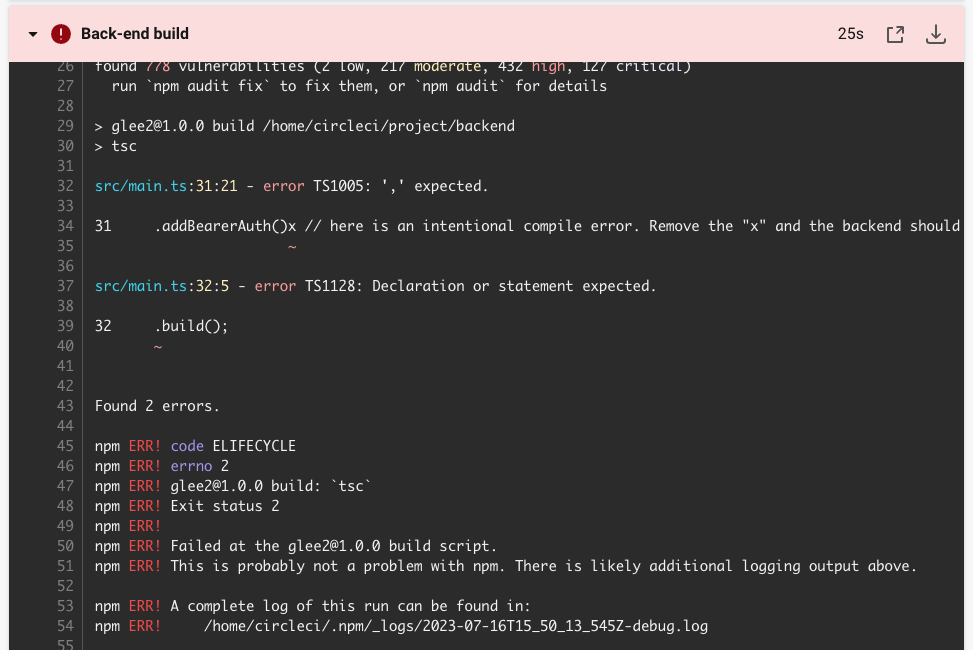 Back-end build 25s
26 found 778 vulnerabilities (2 low, 217 moderate, 432 high, 127 critical)
27 run `npm audit fix` to fix them, or `npm audit` for details
28
29 > glee2@1.0.0 build /home/circleci/project/backend
30 > tsc
31
32 src/main.ts:31:21 - error TS1005: ',' expected.
33
34 31     .addBearerAuth()x // here is an intentional compile error. Remove the "x" and the backend should
35 ~
36
37 src/main.ts:32:5 - error TS1128: Declaration or statement expected.
38
39 32     .build();
40 ~
41
42
43 Found 2 errors.
44
45 npm ERR! code ELIFECYCLE
46 npm ERR! errno 2
47 npm ERR! glee2@1.0.0 build: `tsc`
48 npm ERR! Exit status 2
49 npm ERR!
50 npm ERR! Failed at the glee2@1.0.0 build script.
51 npm ERR! This is probably not a problem with npm. There is likely additional logging output above.
52
53 npm ERR! A complete log of this run can be found in:
54 npm ERR!     /home/circleci/.npm/_logs/2023-07-16T15_50_13_545Z-debug.log
55